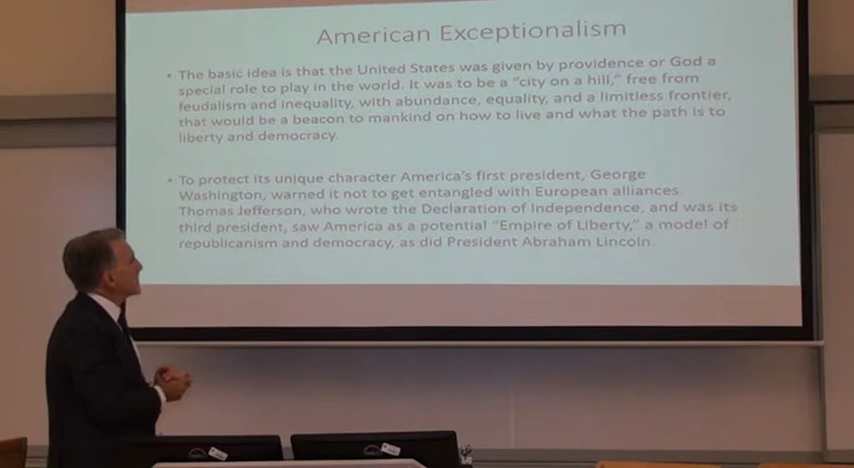 American Exceptionalism
• The basic idea is that the United States was given by providence or God a
special role to play in the world. It was to be a "city on a hill," free from
feudalism and inequality, with abundance, equality, and a limitless frontier,
that would be a beacon to mankind on how to live and what the path is to
liberty and democracy.
• To protect its unique character America's first president, George
Washington, warned it not to get entangled with European alliances.
Thomas Jefferson, who wrote the Declaration of Independence, and was its
third president, saw America as a potential "Empire of Liberty," a model of
republicanism and democracy, as did President Abraham Lincoln.